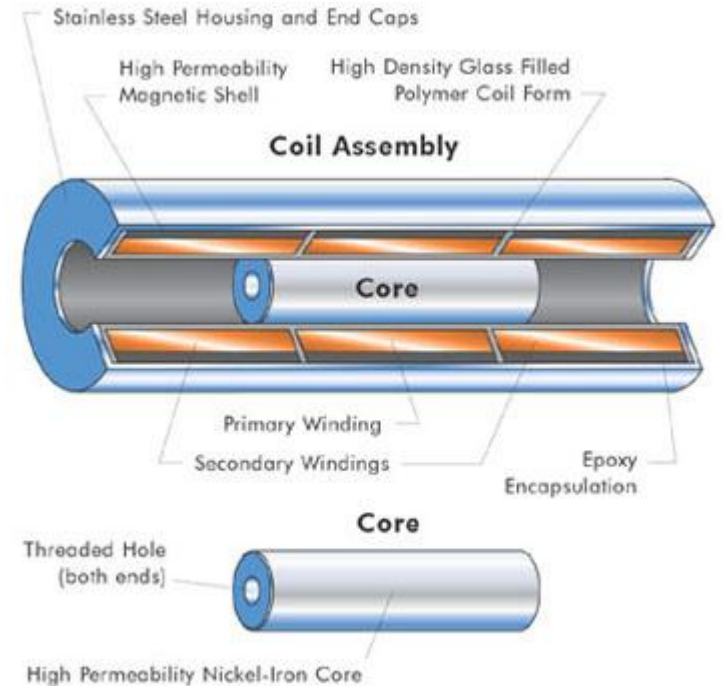 Stainless Steel Housing and End Caps
High Permeability
Magnetic Shell
High Density Glass Filled
Polymer Coil Form
Coil Assembly
Core
Primary Winding
Secondary Windings
Epoxy
Encapsulation
Core
Threaded Hole
(both ends)
High Permeability Nickel-Iron Core